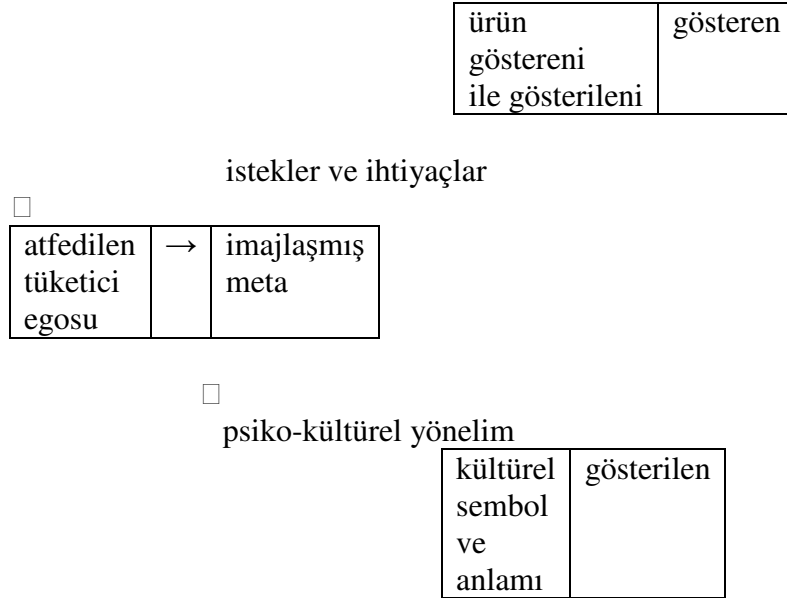 ürün gösteren
göstereni
ile gösterileni
istekler ve ihtiyaçlar
atfedilen → imajlaşmış
tüketici meta
egosu
psiko-kültürel yönelim
kültürel gösterilen
sembol
ve
anlamı